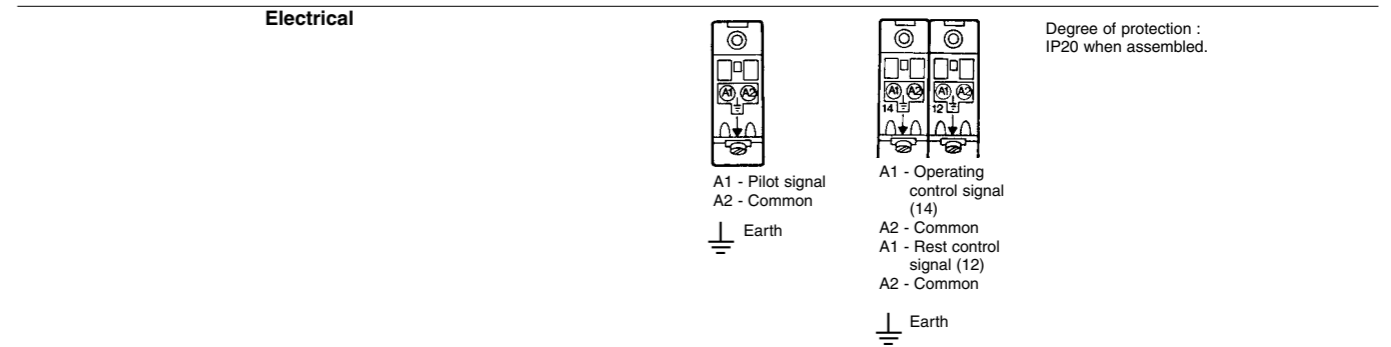 Electrical
A1 A2
A1 - Pilot signal
A2 - Common
Earth
A1 A2 A1 A2
14 12
A1 - Operating
control signal
(14)
A2 - Common
A1 - Rest control
signal (12)
A2 - Common
Earth
Degree of protection :
IP20 when assembled.